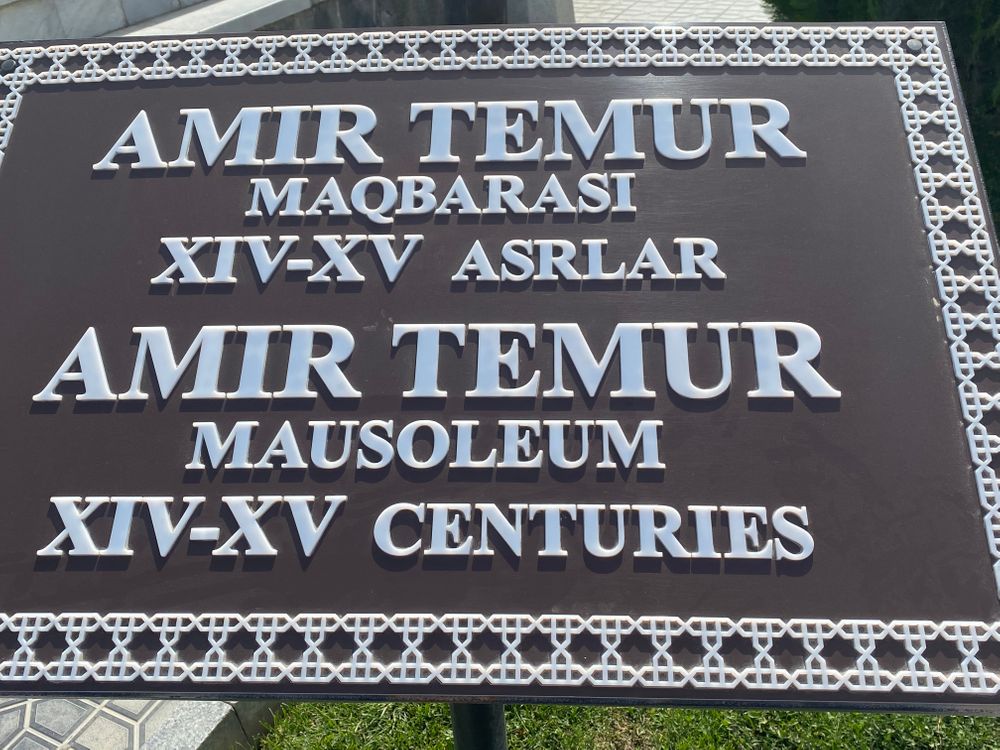 AMIR TEMUR
MAQBARASI
XIV-XV ASRLAR
AMIR TEMUR
MAUSOLEUM
XIV-XV CENTURIES